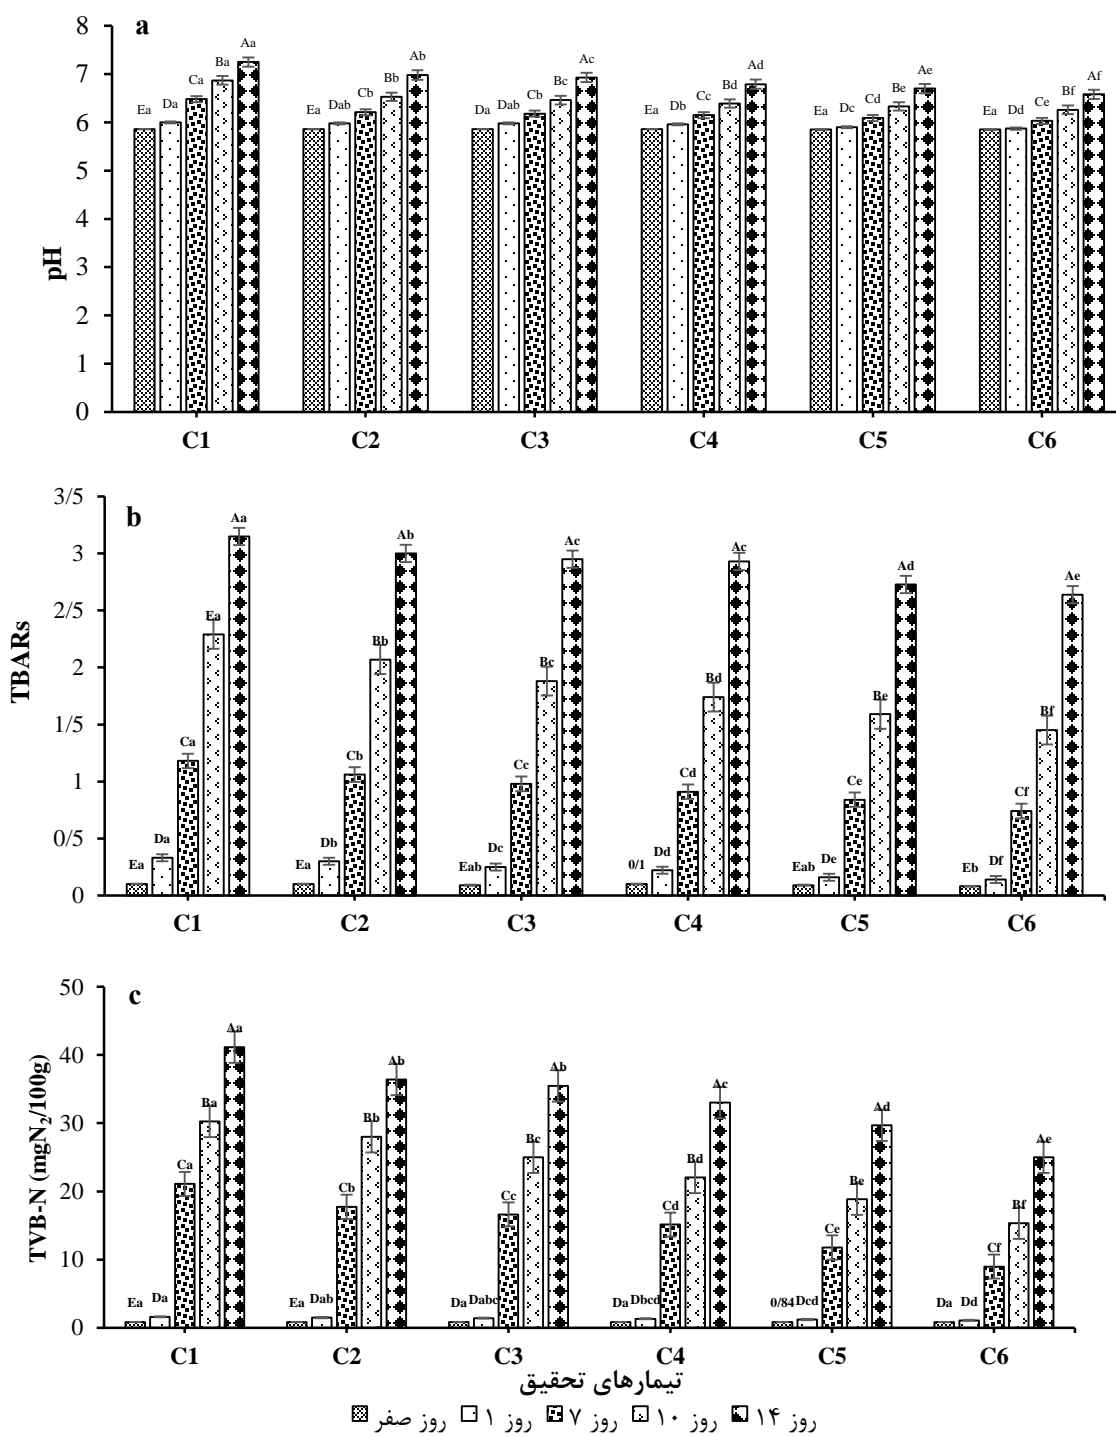 a
8
7
6
5
4
3
2
1
0
pH
Ea Da Ca Ba Aa
Ea Dab Cb Bb Ab
Da Dab Cb Bc Ac
Ea Db Cc Bd Ad
Ea Dc Cd Be Ae
Ea Dd Ce Bf Af
C1 C2 C3 C4 C5 C6
b
3/5
3
2/5
2
1/5
1
0/5
0
TBARs
Ea Da Ca Ea Aa
Ea Db Cb Bb Ab
Eab Dc Cc Bc Ac
0/1 Dd Cd Bd Ac
Eab De Ce Be Ad
Eb Df Cf Bf Ae
C1 C2 C3 C4 C5 C6
c
50
40
30
20
10
0
TVB-N (mgN₂/100g)
Ea Da Ca Ba Aa
Ea Dab Cb Bb Ab
Da Dabc Cc Bc Ab
Da Dbcd Cd Bd Ac
0/84 Dcd Ce Be Ad
Da Dd Cf Bf Ae
C1 C2 C3 C4 C5 C6
تیمارهای تحقیق
روز صفر روز ۱ روز ۷ روز ۱۰ روز ۱۴